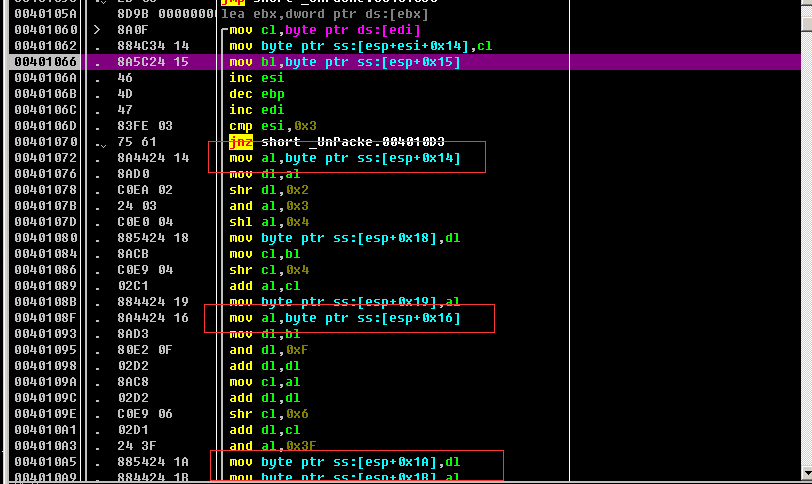 0040105A 8D9B 00000000 lea ebx,dword ptr ds:[ebx]
00401060 > 8A0F mov cl,byte ptr ds:[edi]
00401062 . 884C34 14 mov byte ptr ss:[esp+esi+0x14],cl
00401066 . 8A5C24 15 mov bl,byte ptr ss:[esp+0x15]
0040106A . 46 inc esi
0040106B . 4D dec ebp
0040106C . 47 inc edi
0040106D . 83FE 03 cmp esi,0x3
00401070 . 75 61 jnz short _UnPacke.004010D3
00401072 . 8A4424 14 mov al,byte ptr ss:[esp+0x14]
00401076 . 8AD0 mov dl,al
00401078 . C0EA 02 shr dl,0x2
0040107B . 24 03 and al,0x3
0040107D . C0E0 04 shl al,0x4
00401080 . 885424 18 mov byte ptr ss:[esp+0x18],dl
00401084 . 8ACB mov cl,bl
00401086 . C0E9 04 shr cl,0x4
00401089 . 02C1 add al,cl
0040108B . 884424 19 mov byte ptr ss:[esp+0x19],al
0040108F . 8A4424 16 mov al,byte ptr ss:[esp+0x16]
00401093 . 8AD3 mov dl,bl
00401095 . 80E2 0F and dl,0xF
00401098 . 02D2 add dl,dl
0040109A . 8AC8 mov cl,al
0040109C . 02D2 add dl,dl
0040109E . C0E9 06 shr cl,0x6
004010A1 . 02D1 add dl,cl
004010A3 . 24 3F and al,0x3F
004010A5 . 885424 1A mov byte ptr ss:[esp+0x1A],dl
004010A9 . 884424 1B mov byte ptr ss:[esp+0x1B],al